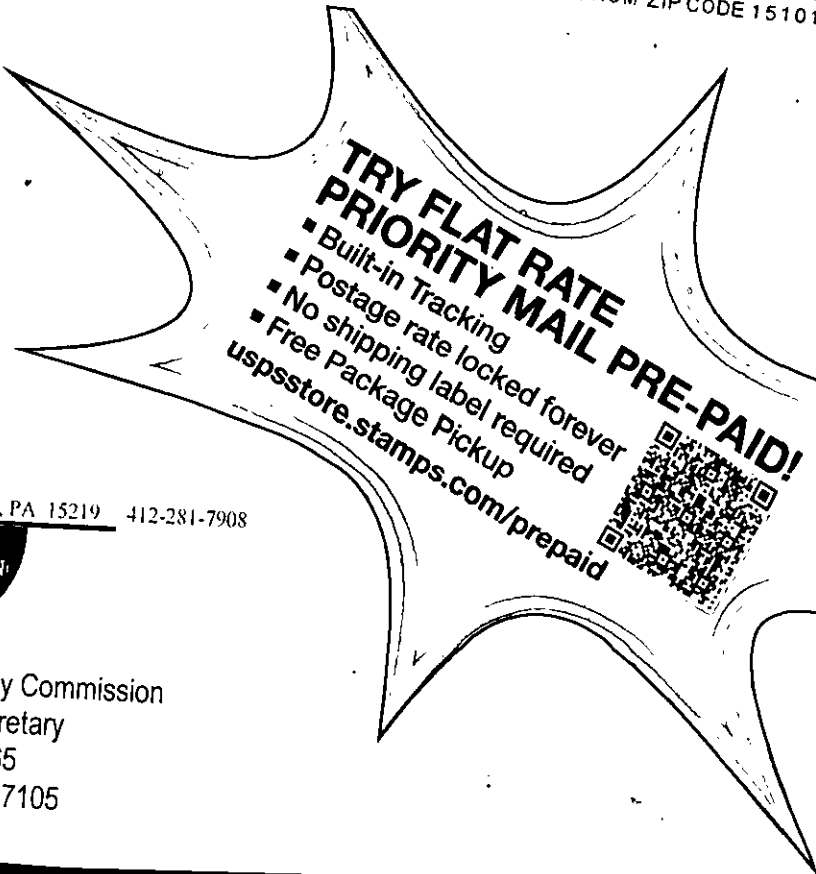 ZIP CODE 15101
TRY FLAT RATE
PRIORITY MAIL PRE-PAID!
▪ Built-in Tracking
▪ Postage rate locked forever
▪ No shipping label required
▪ Free Package Pickup
uspsstore.stamps.com/prepaid
, PA 15219 412-281-7908
y Commission
retary
65
7105